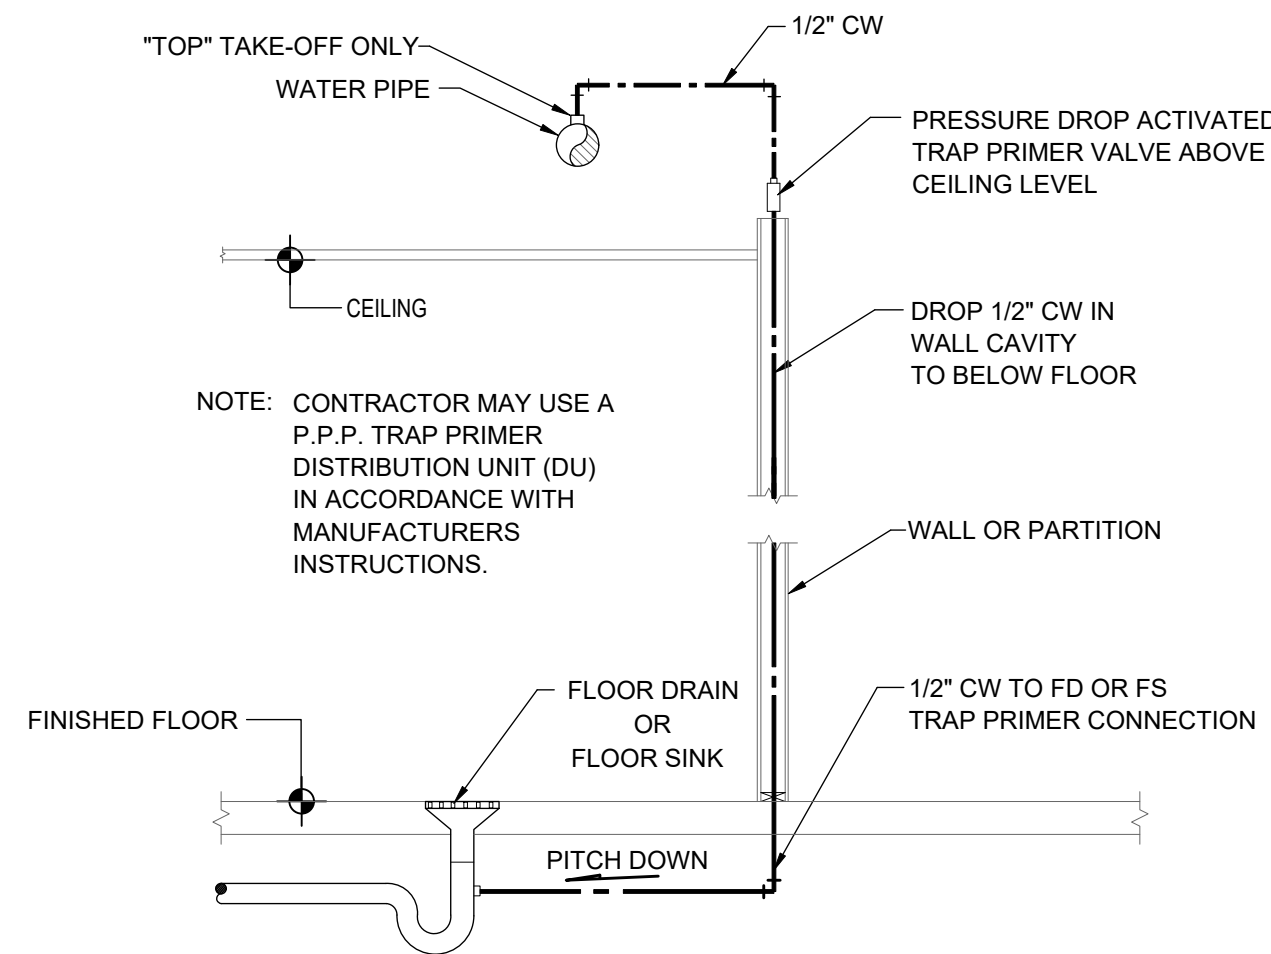 1/2" CW
"TOP" TAKE-OFF ONLY
WATER PIPE
PRESSURE DROP ACTIVATED
TRAP PRIMER VALVE ABOVE
CEILING LEVEL
CEILING
DROP 1/2" CW IN
WALL CAVITY
TO BELOW FLOOR
NOTE: CONTRACTOR MAY USE A
P.P.P. TRAP PRIMER
DISTRIBUTION UNIT (DU)
IN ACCORDANCE WITH
MANUFACTURERS
INSTRUCTIONS.
WALL OR PARTITION
FLOOR DRAIN
OR
FLOOR SINK
1/2" CW TO FD OR FS
TRAP PRIMER CONNECTION
FINISHED FLOOR
PITCH DOWN